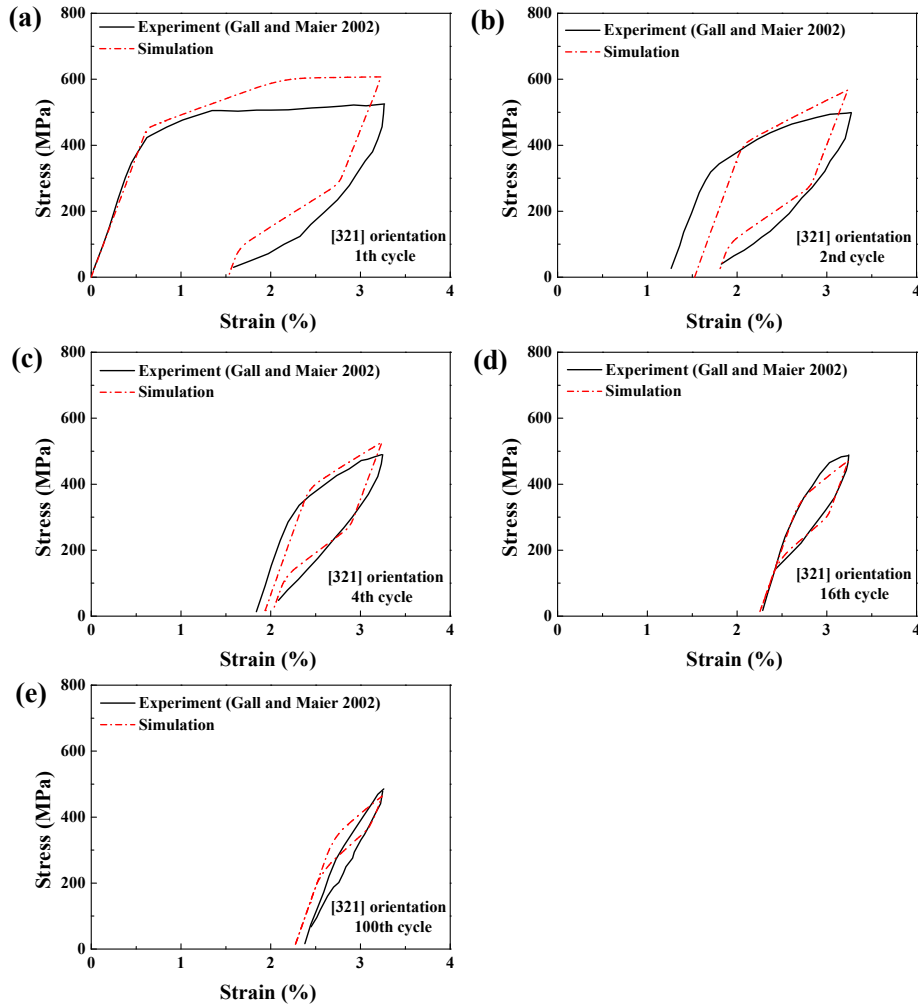 (a)
800
600
400
200
0
Stress (MPa)
Experiment (Gall and Maier 2002)
Simulation
[321] orientation
1th cycle
0 1 2 3 4
Strain (%)
(b)
800
600
400
200
0
Stress (MPa)
Experiment (Gall and Maier 2002)
Simulation
[321] orientation
2nd cycle
0 1 2 3 4
Strain (%)
(c)
800
600
400
200
0
Stress (MPa)
Experiment (Gall and Maier 2002)
Simulation
[321] orientation
4th cycle
0 1 2 3 4
Strain (%)
(d)
800
600
400
200
0
Stress (MPa)
Experiment (Gall and Maier 2002)
Simulation
[321] orientation
16th cycle
0 1 2 3 4
Strain (%)
(e)
800
600
400
200
0
Stress (MPa)
Experiment (Gall and Maier 2002)
Simulation
[321] orientation
100th cycle
0 1 2 3 4
Strain (%)